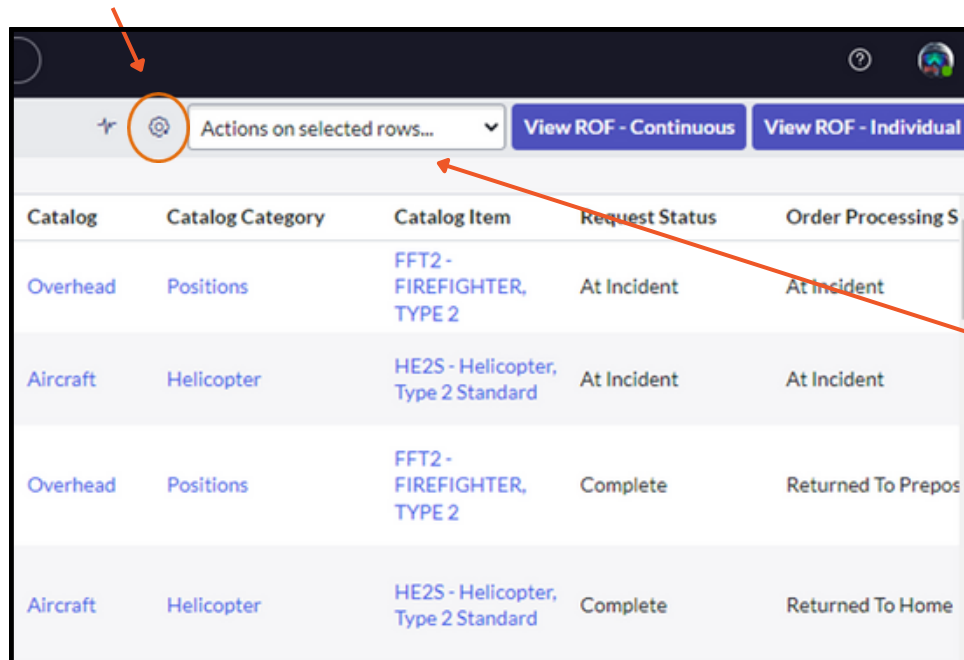 Actions on selected rows...
View ROF - Continuous
View ROF - Individual
Catalog
Catalog Category
Catalog Item
Request Status
Order Processing S
Overhead
Positions
FFT2 -
FIREFIGHTER,
TYPE 2
At Incident
At Incident
Aircraft
Helicopter
HE2S - Helicopter,
Type 2 Standard
At Incident
At Incident
Overhead
Positions
FFT2 -
FIREFIGHTER,
TYPE 2
Complete
Returned To Prepos
Aircraft
Helicopter
HE2S - Helicopter,
Type 2 Standard
Complete
Returned To Home